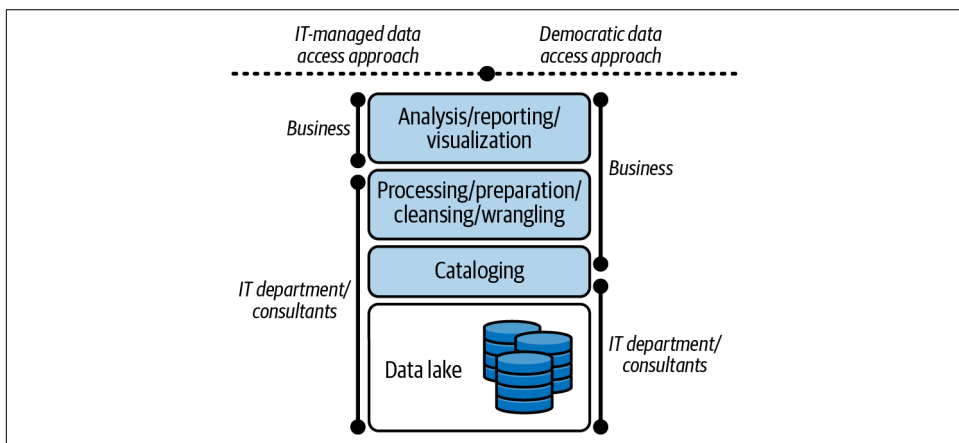 IT-managed data
access approach
Democratic data
access approach
Business
Analysis/reporting/
visualization
Business
Processing/preparation/
cleansing/wrangling
Cataloging
IT department/
consultants
Data lake
IT department/
consultants